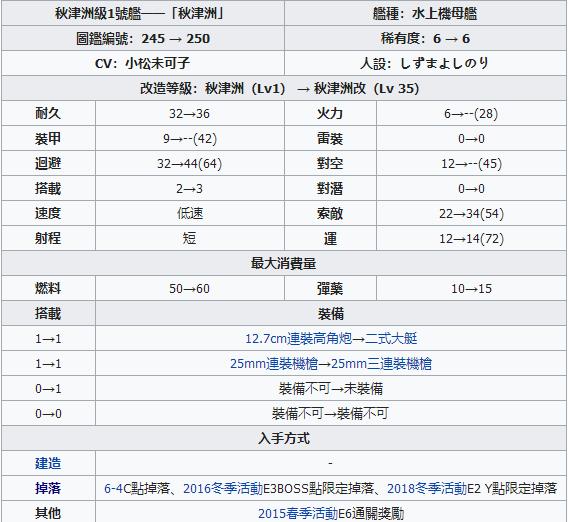 秋津洲級1號艦——「秋津洲」 艦種：水上機母艦
圖鑑編號：245 → 250 稀有度：6 → 6
CV：小松未可子 人設：しずまよしのり
改造等級：秋津洲（Lv1） → 秋津洲改（Lv 35）
耐久 32→36 火力 6→--(28)
裝甲 9→--(42) 雷裝 0→0
迴避 32→44(64) 對空 12→--(45)
搭載 2→3 對潛 0→0
速度 低速 索敵 22→34(54)
射程 短 運 12→14(72)
最大消費量
燃料 50→60 彈藥 10→15
搭載 裝備
1→1 12.7cm連裝高角炮→二式大艇
1→1 25mm連裝機槍→25mm三連裝機槍
0→1 裝備不可→未裝備
0→0 裝備不可→裝備不可
入手方式
建造 -
掉落 6-4C點掉落、2016冬季活動E3BOSS點限定掉落、2018冬季活動E2 Y點限定掉落
其他 2015春季活動E6通關獎勵